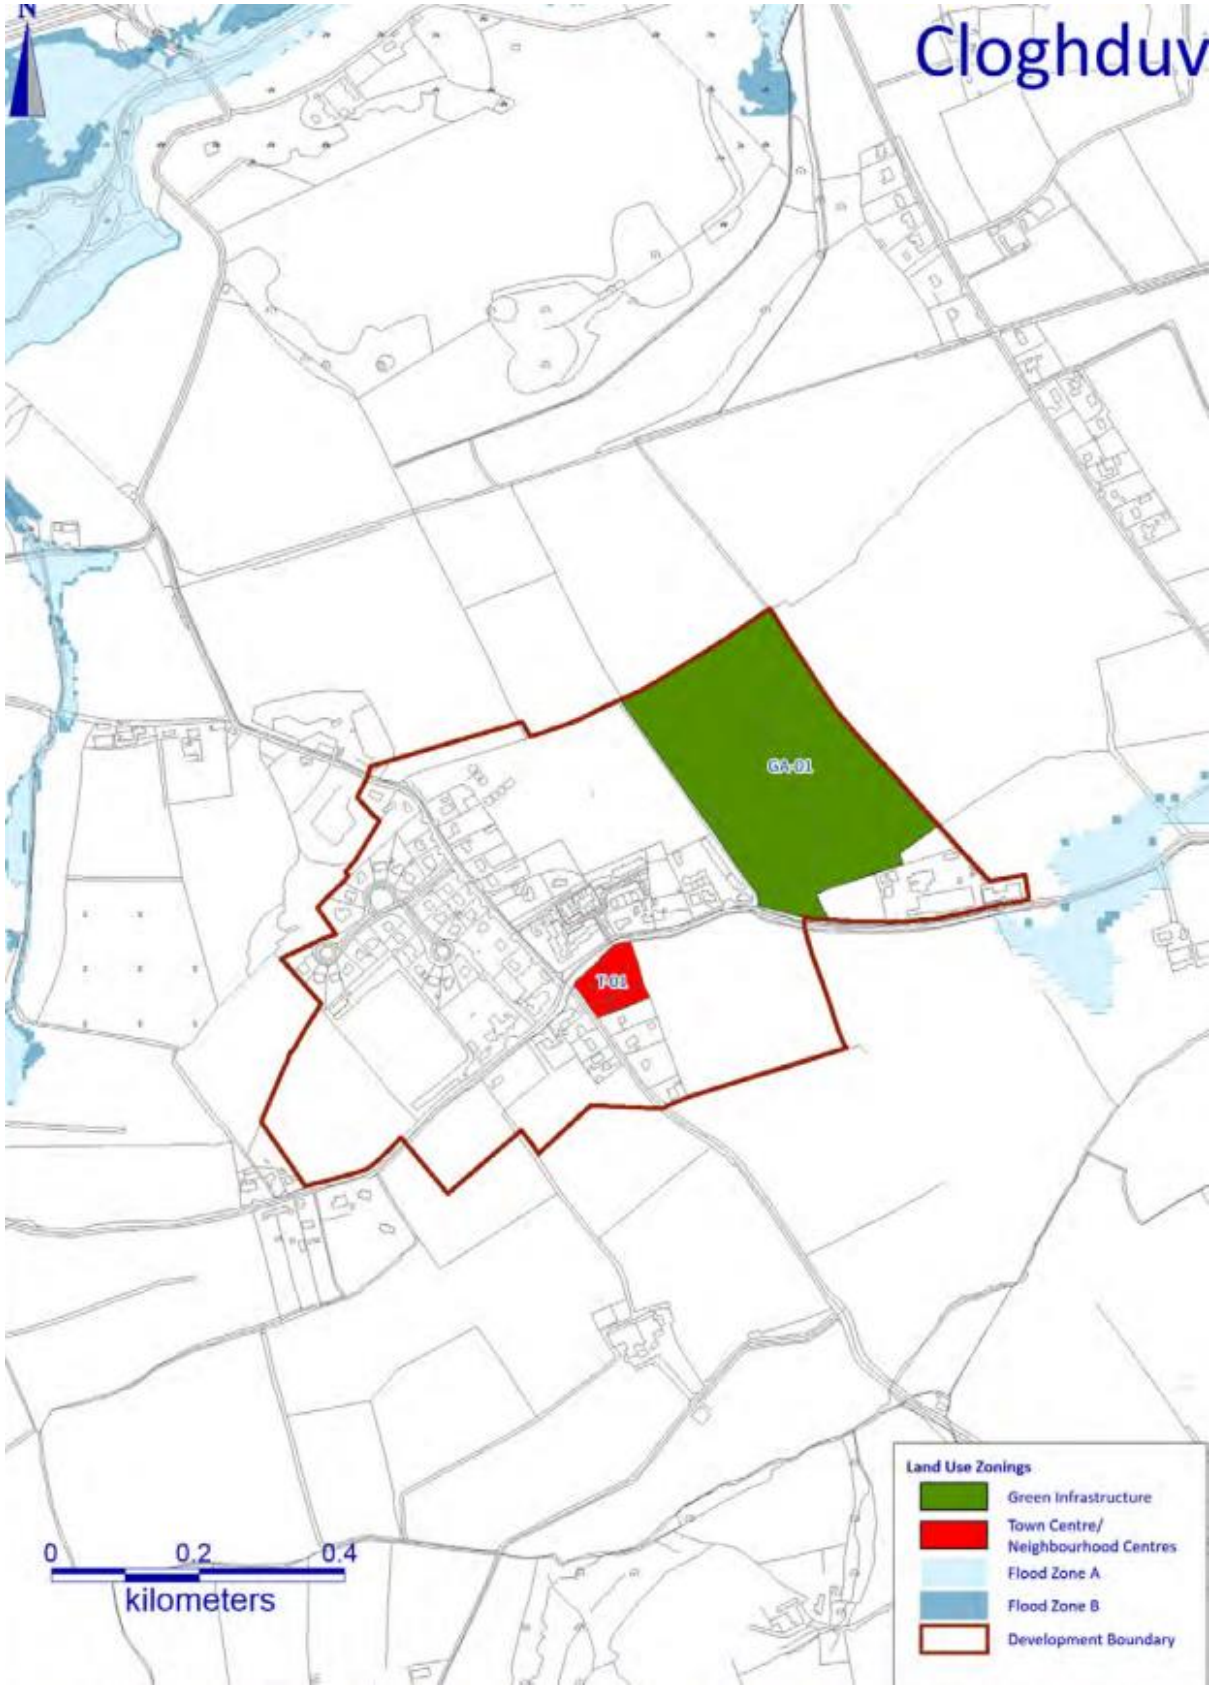 N
Cloghduv
GA-01
T-01
Land Use Zonings
Green Infrastructure
Town Centre/
Neighbourhood Centres
Flood Zone A
Flood Zone B
Development Boundary
0 0.2 0.4
kilometers